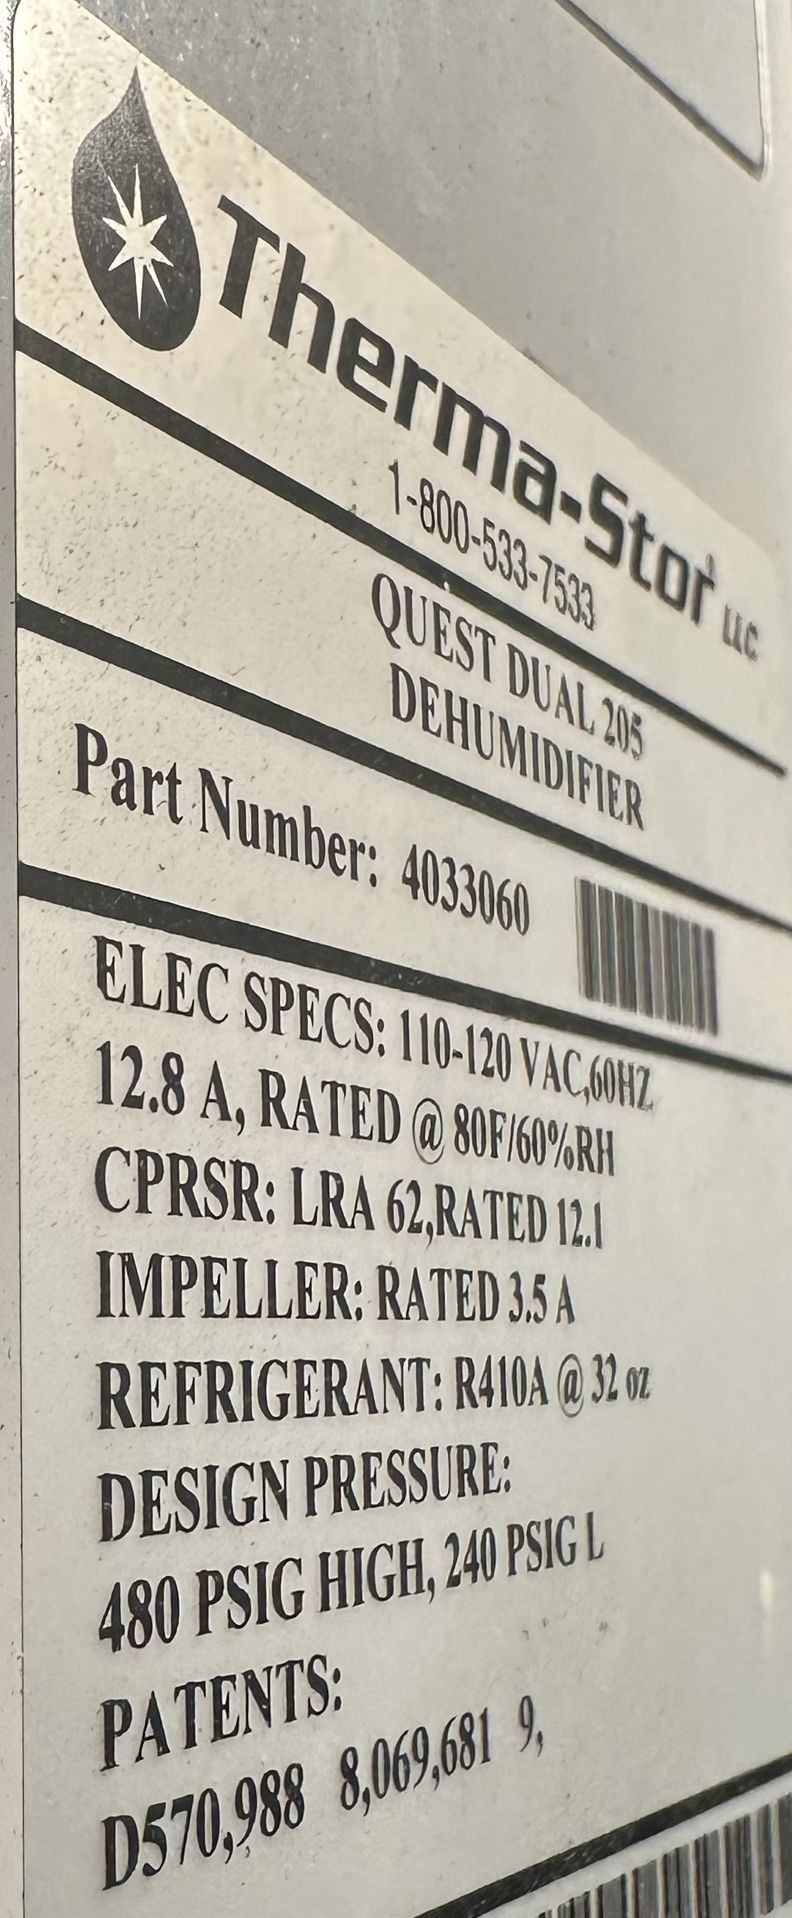 Therma-Stor® LLC
1-800-533-7533
QUEST DUAL 205
DEHUMIDIFIER
Part Number: 4033060
ELEC SPECS: 110-120 VAC,60HZ
12.8 A, RATED @ 80F/60%RH
CPRSR: LRA 62,RATED 12.1
IMPELLER: RATED 3.5 A
REFRIGERANT: R410A @ 32 oz
DESIGN PRESSURE:
480 PSIG HIGH, 240 PSIG L
PATENTS:
D570,988 8,069,681 9,